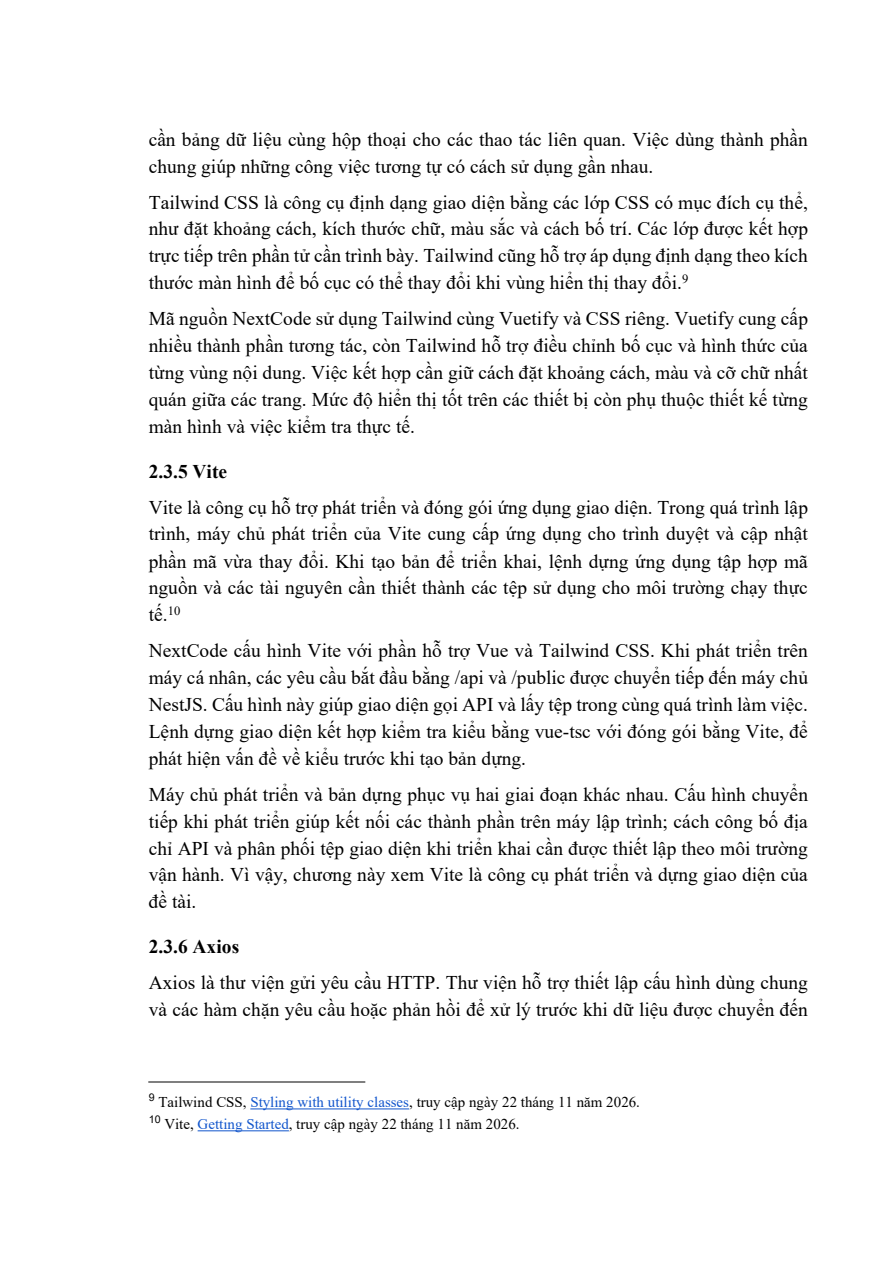 cần bảng dữ liệu cùng hộp thoại cho các thao tác liên quan. Việc dùng thành phần
chung giúp những công việc tương tự có cách sử dụng gần nhau.
Tailwind CSS là công cụ định dạng giao diện bằng các lớp CSS có mục đích cụ thể,
như đặt khoảng cách, kích thước chữ, màu sắc và cách bố trí. Các lớp được kết hợp
trực tiếp trên phần tử cần trình bày. Tailwind cũng hỗ trợ áp dụng định dạng theo kích
thước màn hình để bố cục có thể thay đổi khi vùng hiển thị thay đổi.⁹
Mã nguồn NextCode sử dụng Tailwind cùng Vuetify và CSS riêng. Vuetify cung cấp
nhiều thành phần tương tác, còn Tailwind hỗ trợ điều chỉnh bố cục và hình thức của
từng vùng nội dung. Việc kết hợp cần giữ cách đặt khoảng cách, màu và cỡ chữ nhất
quán giữa các trang. Mức độ hiển thị tốt trên các thiết bị còn phụ thuộc thiết kế từng
màn hình và việc kiểm tra thực tế.
2.3.5 Vite
Vite là công cụ hỗ trợ phát triển và đóng gói ứng dụng giao diện. Trong quá trình lập
trình, máy chủ phát triển của Vite cung cấp ứng dụng cho trình duyệt và cập nhật
phần mã vừa thay đổi. Khi tạo bản để triển khai, lệnh dựng ứng dụng tập hợp mã
nguồn và các tài nguyên cần thiết thành các tệp sử dụng cho môi trường chạy thực
tế.¹⁰
NextCode cấu hình Vite với phần hỗ trợ Vue và Tailwind CSS. Khi phát triển trên
máy cá nhân, các yêu cầu bắt đầu bằng /api và /public được chuyển tiếp đến máy chủ
NestJS. Cấu hình này giúp giao diện gọi API và lấy tệp trong cùng quá trình làm việc.
Lệnh dựng giao diện kết hợp kiểm tra kiểu bằng vue-tsc với đóng gói bằng Vite, để
phát hiện vấn đề về kiểu trước khi tạo bản dựng.
Máy chủ phát triển và bản dựng phục vụ hai giai đoạn khác nhau. Cấu hình chuyển
tiếp khi phát triển giúp kết nối các thành phần trên máy lập trình; cách công bố địa
chỉ API và phân phối tệp giao diện khi triển khai cần được thiết lập theo môi trường
vận hành. Vì vậy, chương này xem Vite là công cụ phát triển và dựng giao diện của
đề tài.
2.3.6 Axios
Axios là thư viện gửi yêu cầu HTTP. Thư viện hỗ trợ thiết lập cấu hình dùng chung
và các hàm chặn yêu cầu hoặc phản hồi để xử lý trước khi dữ liệu được chuyển đến
⁹ Tailwind CSS, Styling with utility classes, truy cập ngày 22 tháng 11 năm 2026.
¹⁰ Vite, Getting Started, truy cập ngày 22 tháng 11 năm 2026.